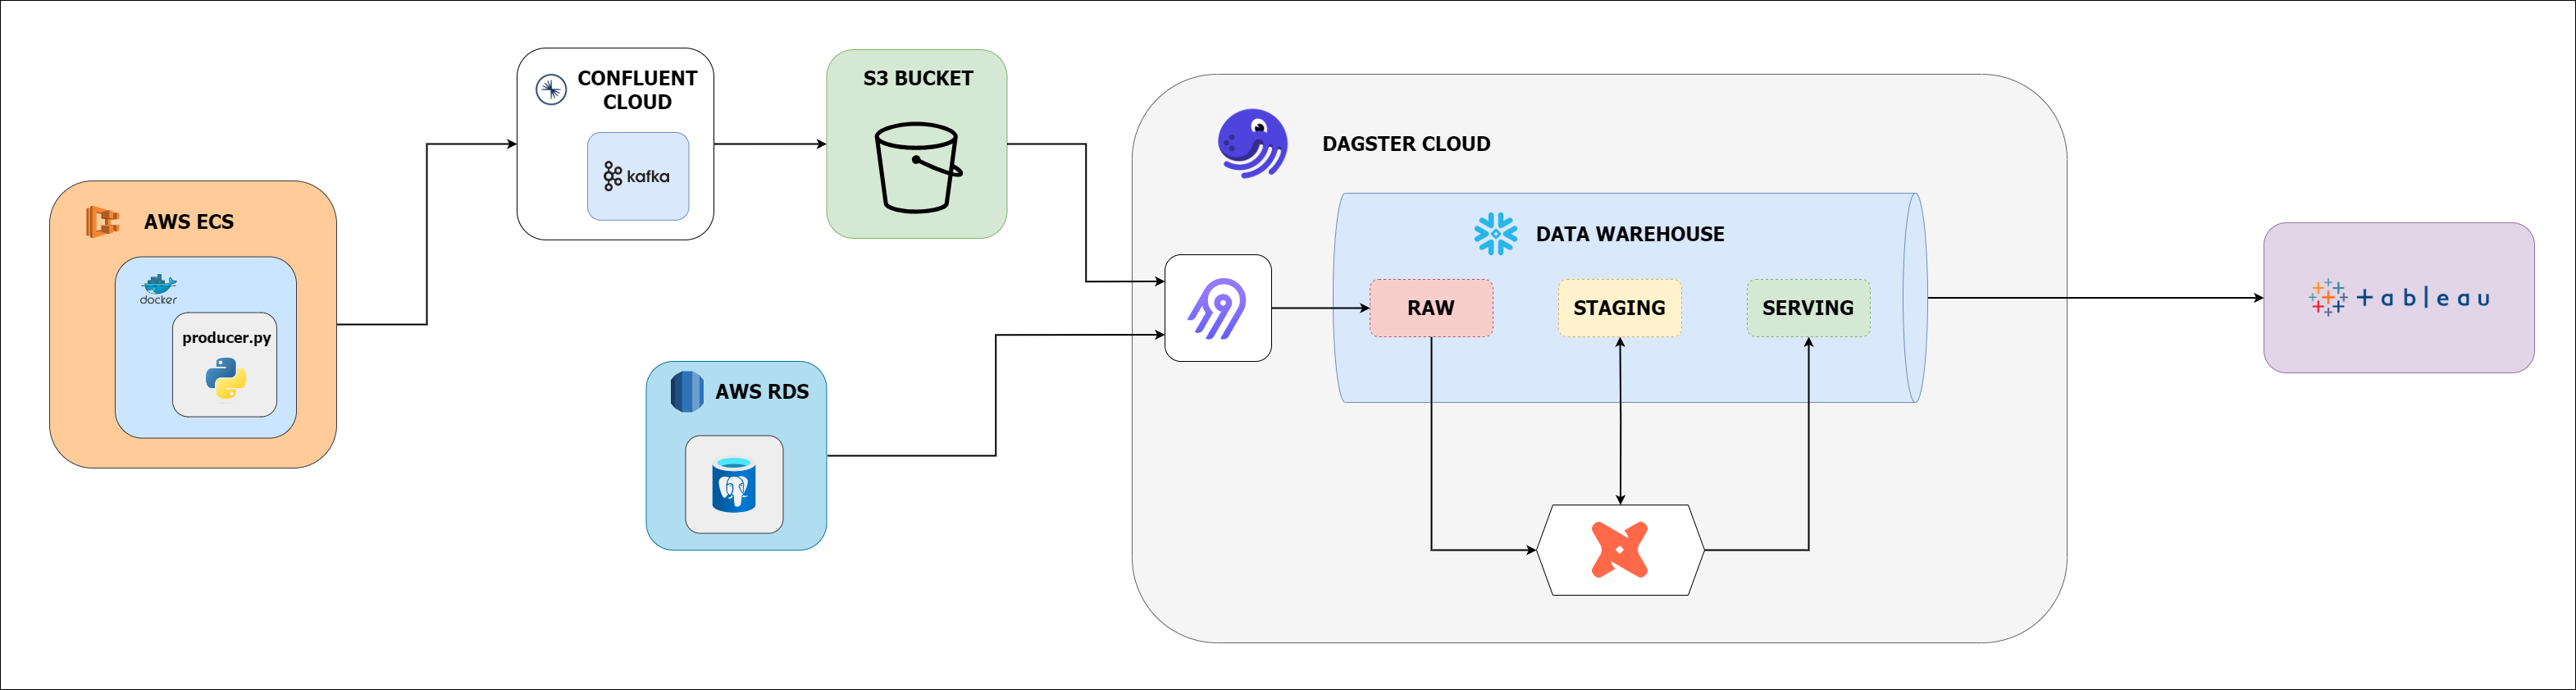 CONFLUENT
CLOUD
kafka
S3 BUCKET
DAGSTER CLOUD
AWS ECS
docker
producer.py
DATA WAREHOUSE
RAW
STAGING
SERVING
+ableau
AWS RDS